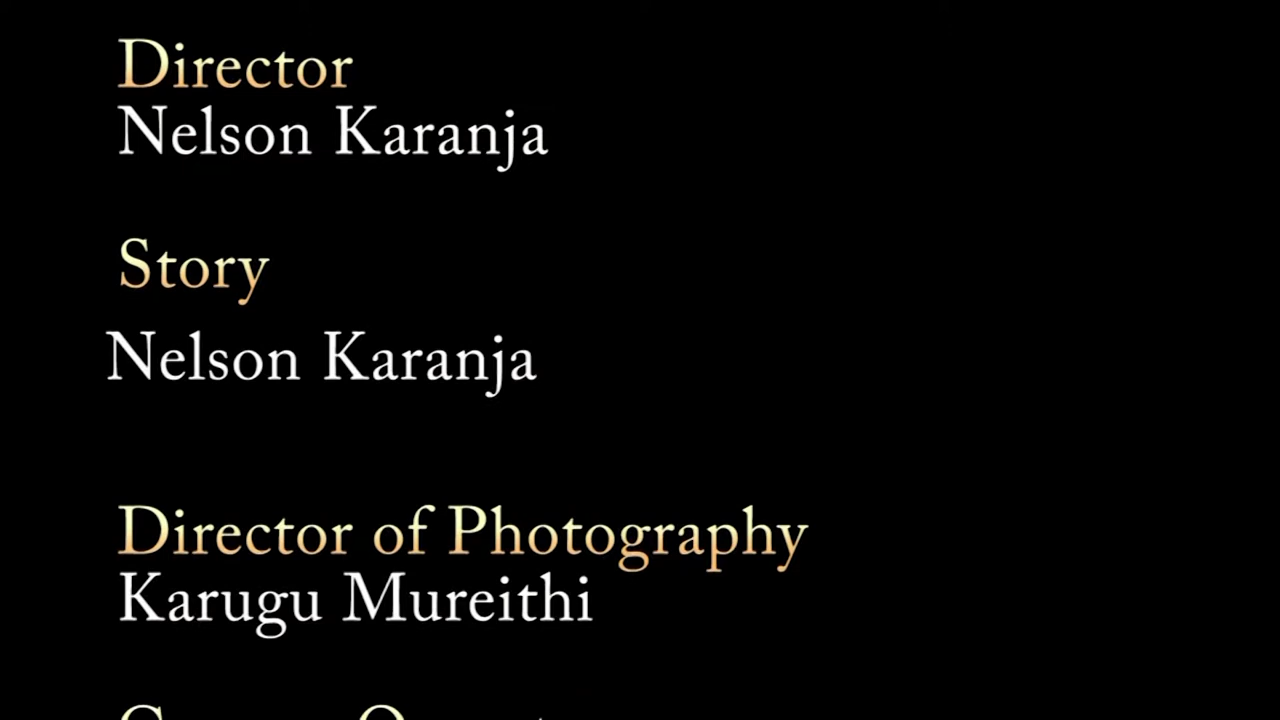 Director
Nelson Karanja
Story
Nelson Karanja
Director of Photography
Karugu Mureithi